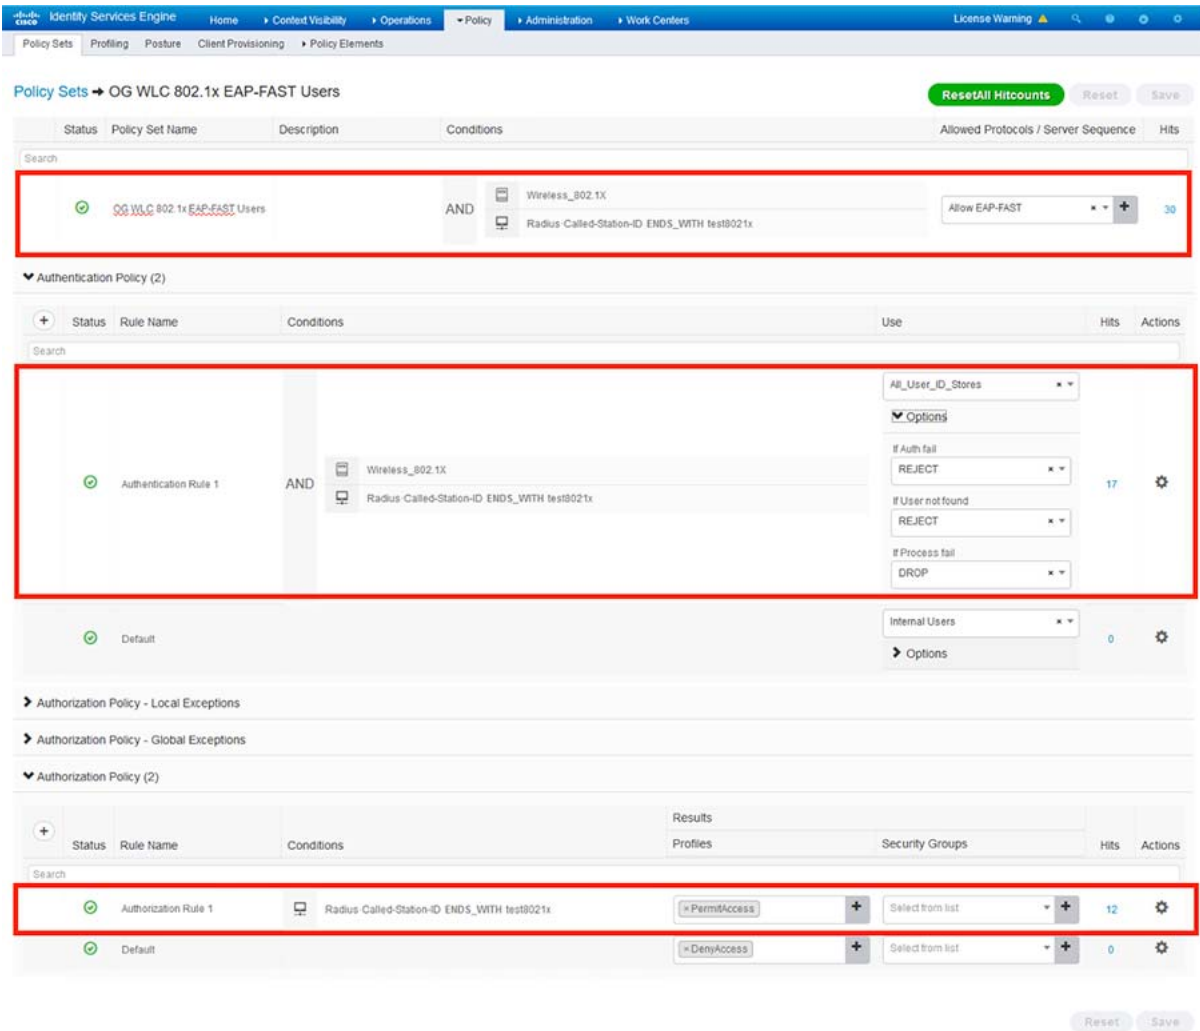 cisco Identity Services Engine Home Context Visibility Operations Policy Administration Work Centers License Warning
Policy Sets Profiling Posture Client Provisioning Policy Elements
Policy Sets → OG WLC 802.1x EAP-FAST Users ResetAll Hitcounts Reset Save
Status Policy Set Name Description Conditions Allowed Protocols / Server Sequence Hits
Search
OG WLC 802.1x EAP-FAST Users AND Wireless_802.1X Allow EAP-FAST × + 30
Radius·Called-Station-ID ENDS_WITH test8021x
Authentication Policy (2)
+ Status Rule Name Conditions Use Hits Actions
Search
All_User_ID_Stores ×
Options
If Auth fail
REJECT ×
Authentication Rule 1 AND Wireless_802.1X 17
Radius·Called-Station-ID ENDS_WITH test8021x
If User not found
REJECT ×
If Process fail
DROP ×
Internal Users ×
Default 0
Options
Authorization Policy - Local Exceptions
Authorization Policy - Global Exceptions
Authorization Policy (2)
Results
+ Status Rule Name Conditions Profiles Security Groups Hits Actions
Search
Authorization Rule 1 Radius·Called-Station-ID ENDS_WITH test8021x ×PermitAccess + Select from list + 12
Default ×DenyAccess + Select from list + 0
Reset Save